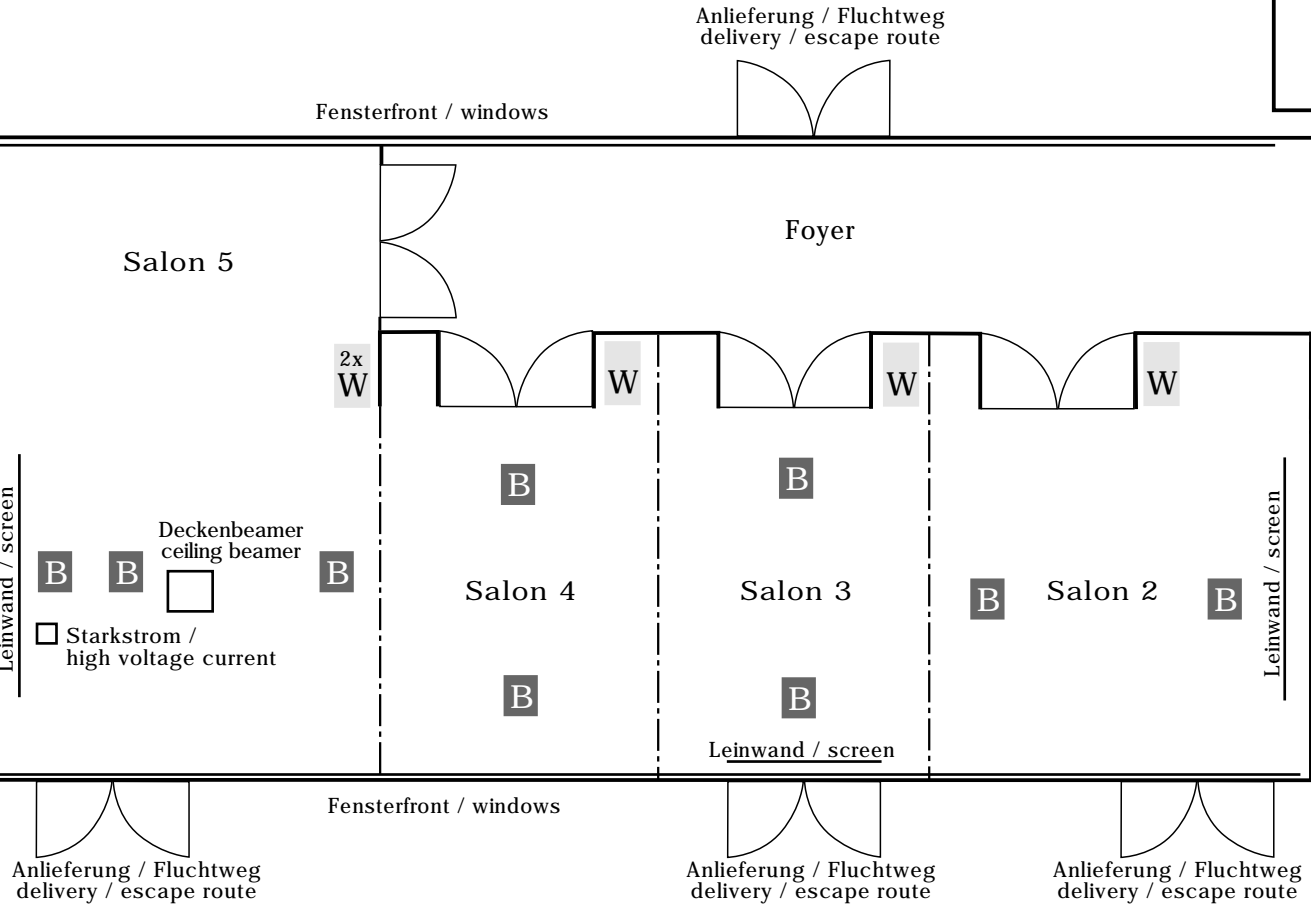 Anlieferung / Fluchtweg
delivery / escape route
Fensterfront / windows
Foyer
Salon 5
2x
W
W
W
W
B
B
Leinwand / screen
Deckenbeamer
ceiling beamer
B
B
B
Starkstrom /
high voltage current
Salon 4
Salon 3
B
Salon 2
B
Leinwand / screen
B
B
Leinwand / screen
Fensterfront / windows
Anlieferung / Fluchtweg
delivery / escape route
Anlieferung / Fluchtweg
delivery / escape route
Anlieferung / Fluchtweg
delivery / escape route